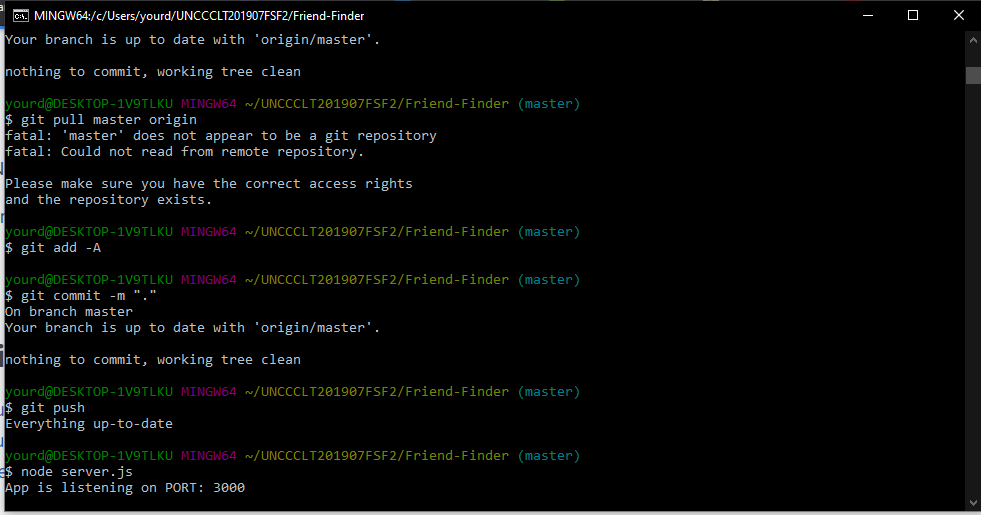 MINGW64:/c/Users/yourd/UNCCCLT201907FSF2/Friend-Finder
Your branch is up to date with 'origin/master'.
nothing to commit, working tree clean
yourd@DESKTOP-1V9TLKU MINGW64 ~/UNCCCLT201907FSF2/Friend-Finder (master)
$ git pull master origin
fatal: 'master' does not appear to be a git repository
fatal: Could not read from remote repository.
Please make sure you have the correct access rights
and the repository exists.
yourd@DESKTOP-1V9TLKU MINGW64 ~/UNCCCLT201907FSF2/Friend-Finder (master)
$ git add -A
yourd@DESKTOP-1V9TLKU MINGW64 ~/UNCCCLT201907FSF2/Friend-Finder (master)
$ git commit -m "."
On branch master
Your branch is up to date with 'origin/master'.
nothing to commit, working tree clean
yourd@DESKTOP-1V9TLKU MINGW64 ~/UNCCCLT201907FSF2/Friend-Finder (master)
$ git push
Everything up-to-date
yourd@DESKTOP-1V9TLKU MINGW64 ~/UNCCCLT201907FSF2/Friend-Finder (master)
$ node server.js
App is listening on PORT: 3000